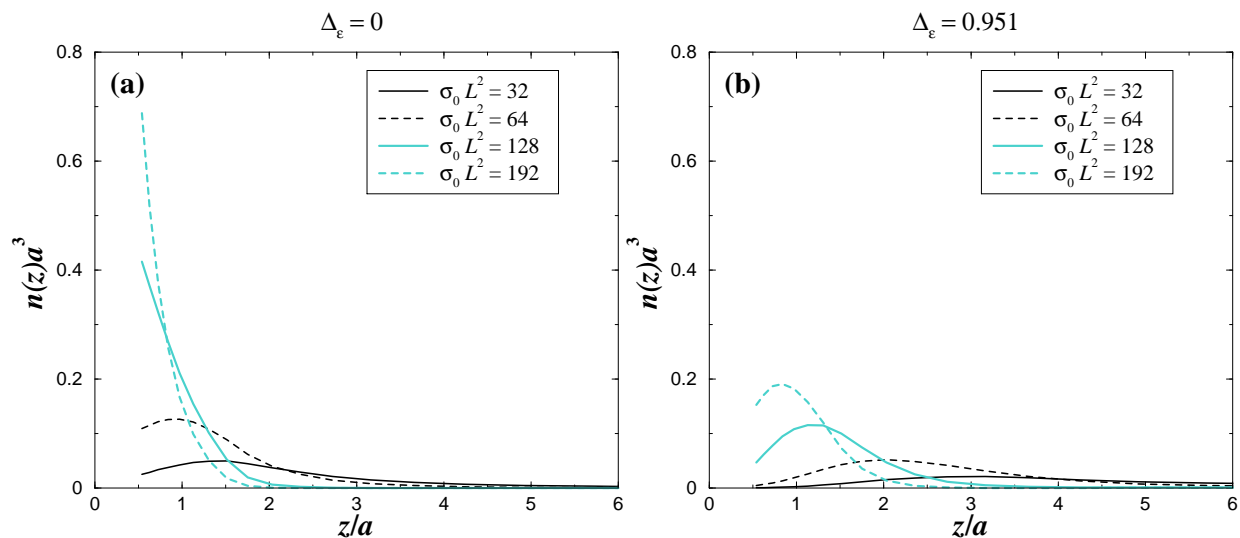 Δε = 0
(a)
σ0 L² = 32
σ0 L² = 64
σ0 L² = 128
σ0 L² = 192
0.8
0.6
0.4
0.2
0
n(z)a³
0 1 2 3 4 5 6
z/a
Δε = 0.951
(b)
σ0 L² = 32
σ0 L² = 64
σ0 L² = 128
σ0 L² = 192
0.8
0.6
0.4
0.2
0
n(z)a³
0 1 2 3 4 5 6
z/a